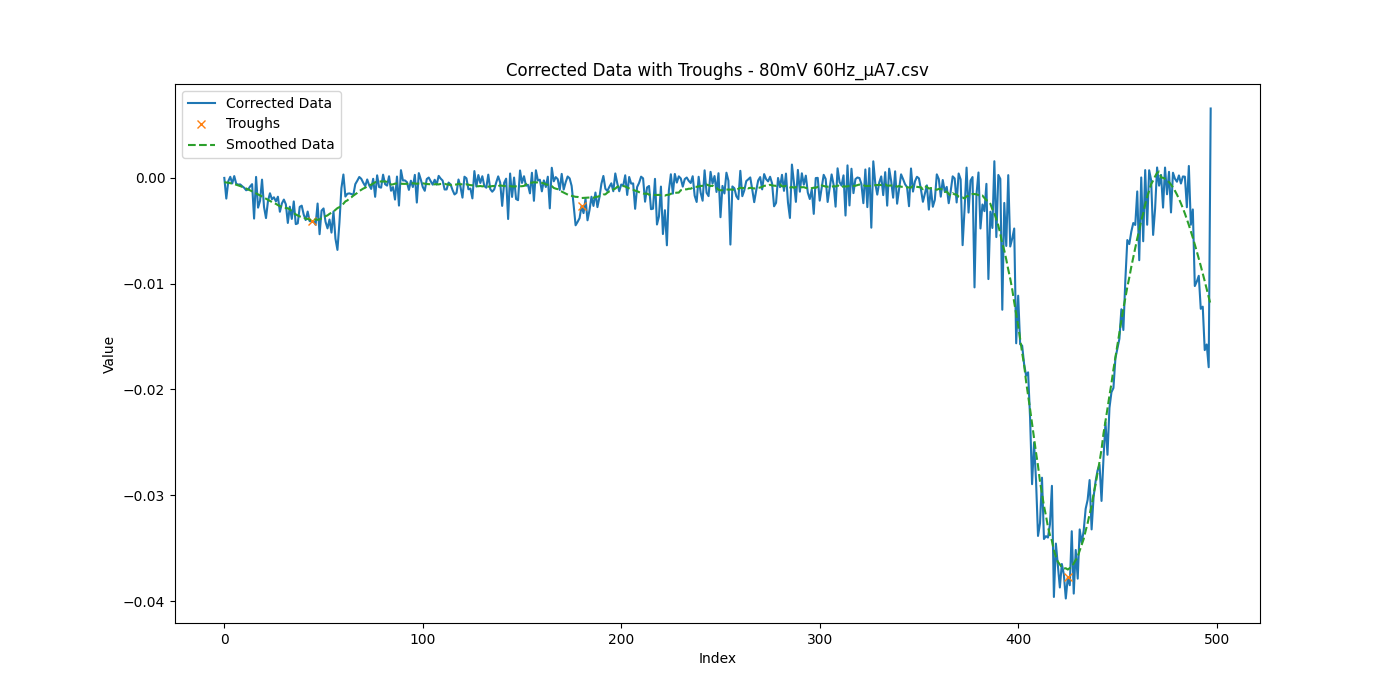 Corrected Data with Troughs - 80mV 60Hz_µA7.csv
Corrected Data
Troughs
Smoothed Data
Value
0.00
−0.01
−0.02
−0.03
−0.04
0
100
200
300
400
500
Index